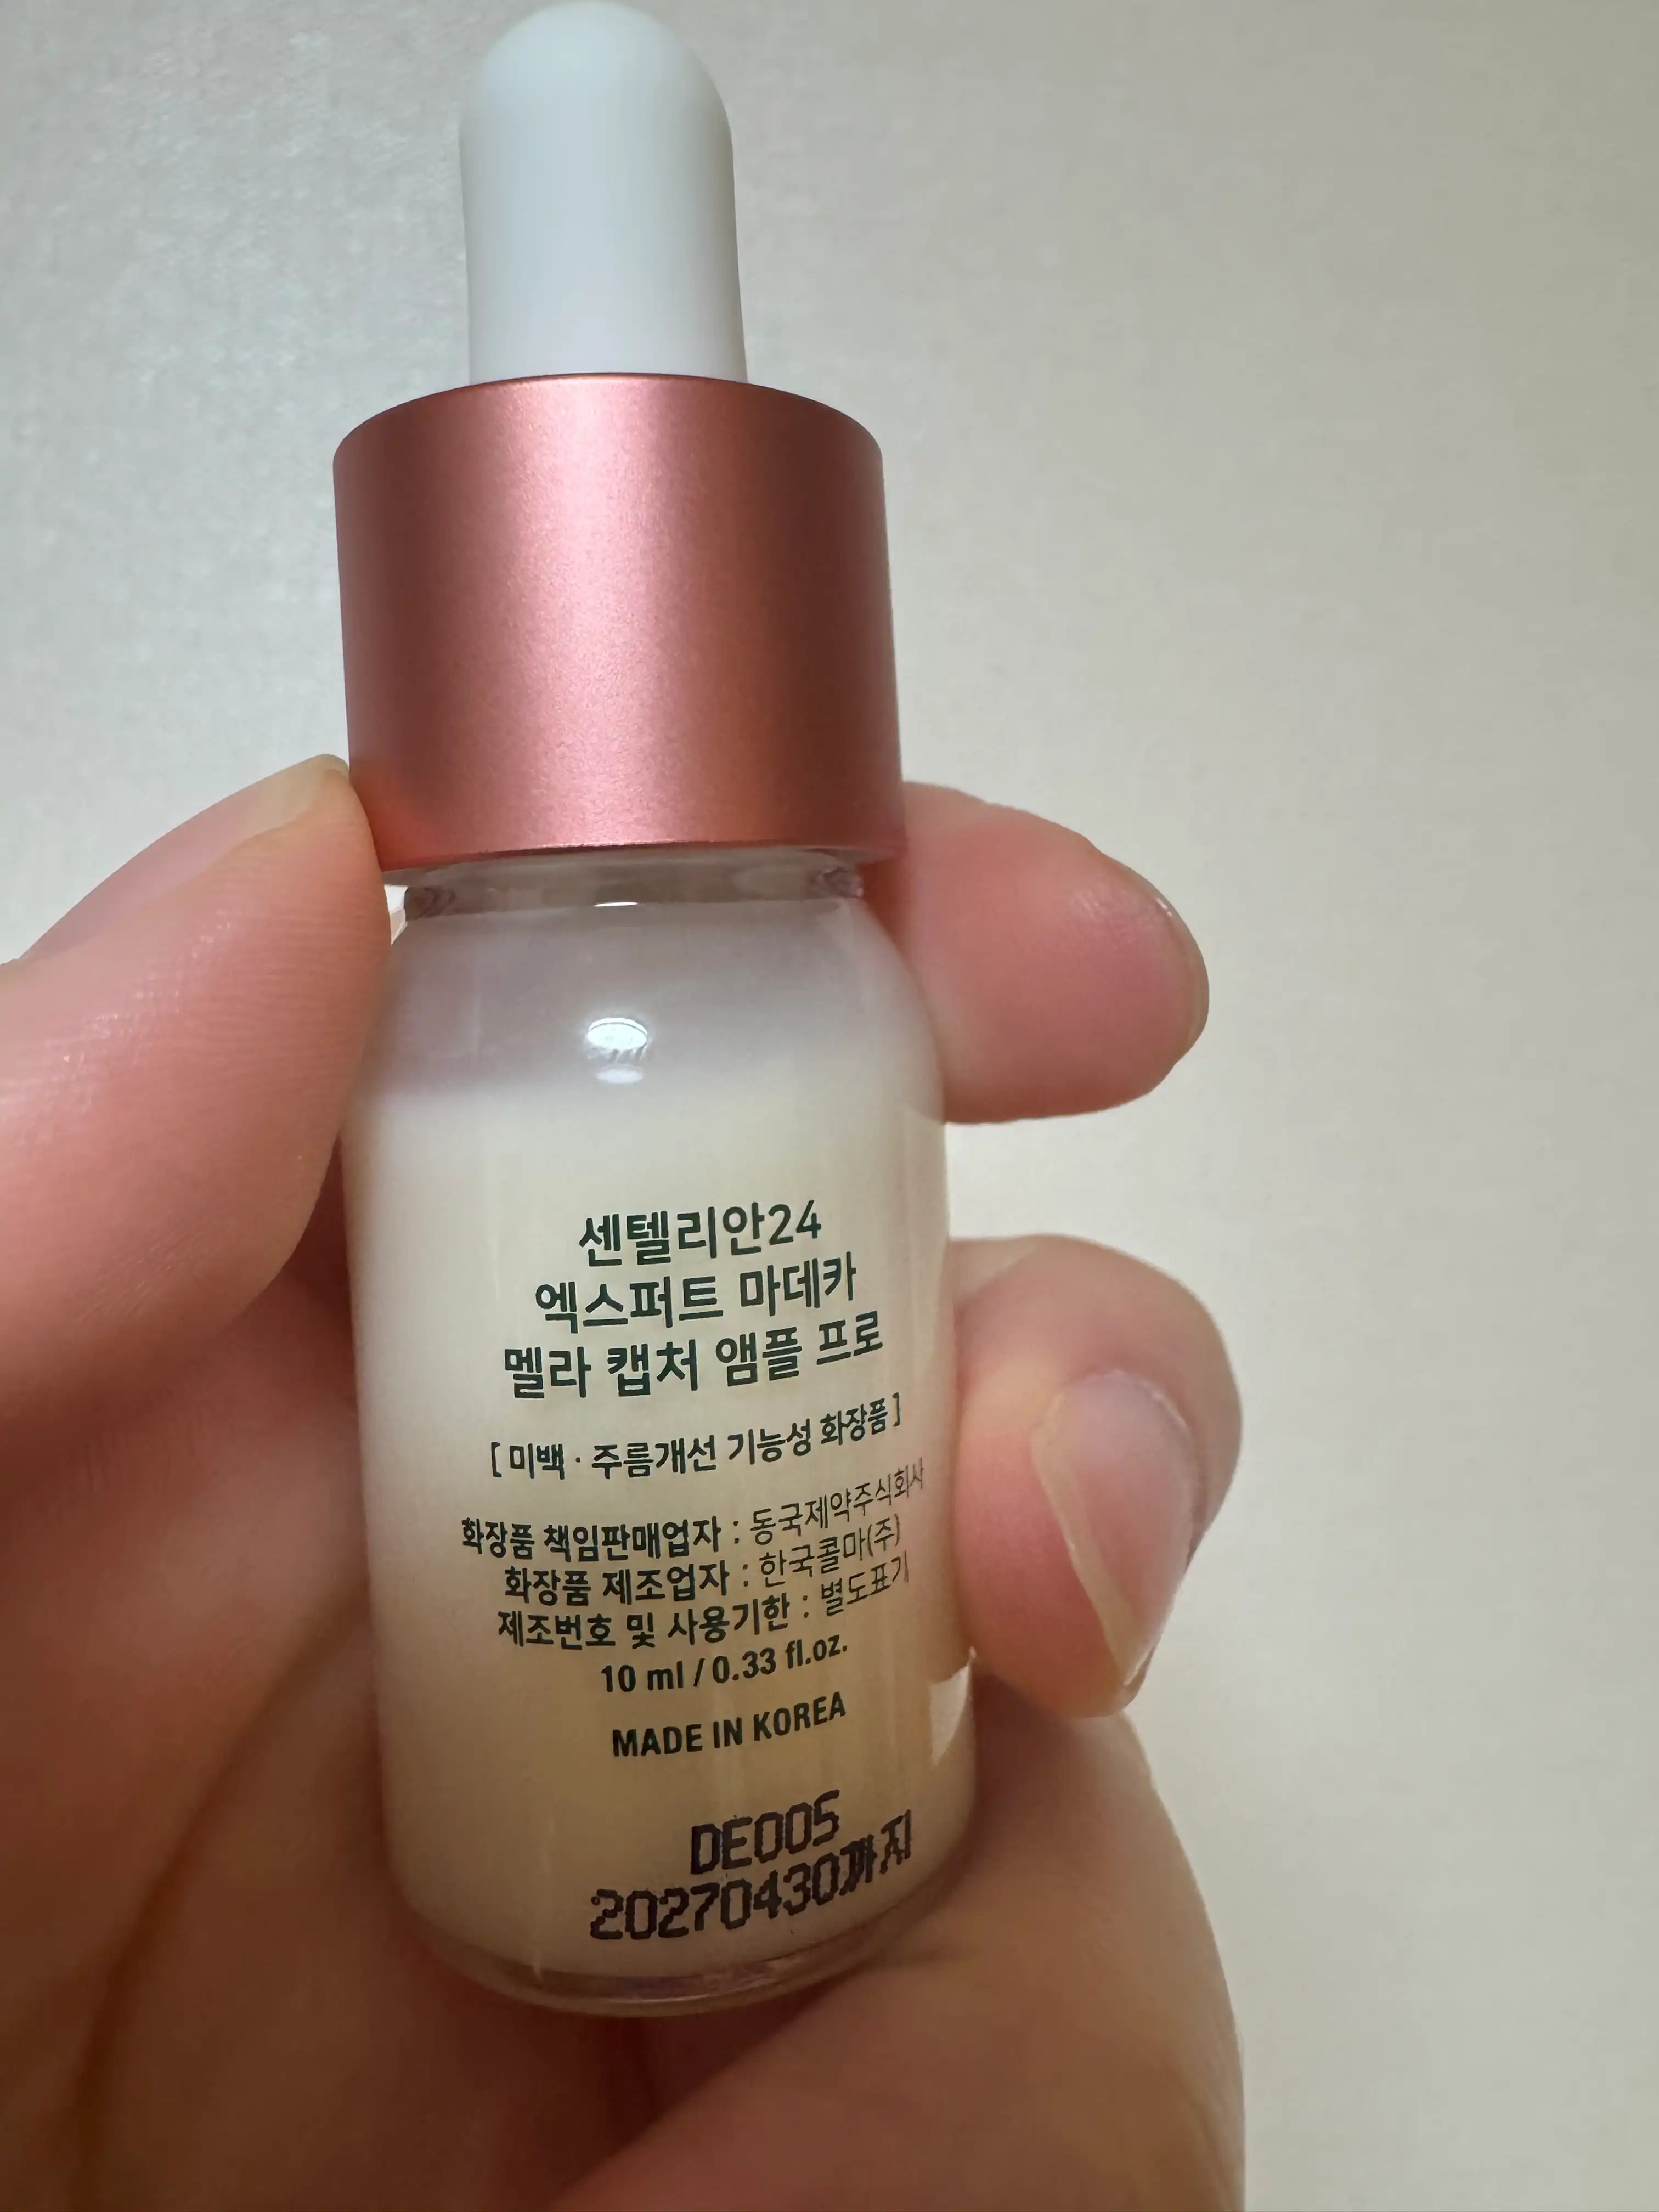 센텔리안24
엑스퍼트 마데카
멜라 캡처 앰플 프로
[ 미백 · 주름개선 기능성 화장품 ]
화장품 책임판매업자 : 동국제약주식회사
화장품 제조업자 : 한국콜마(주)
제조번호 및 사용기한 : 별도표기
10 ml / 0.33 fl.oz.
MADE IN KOREA
DE005
20270430까지